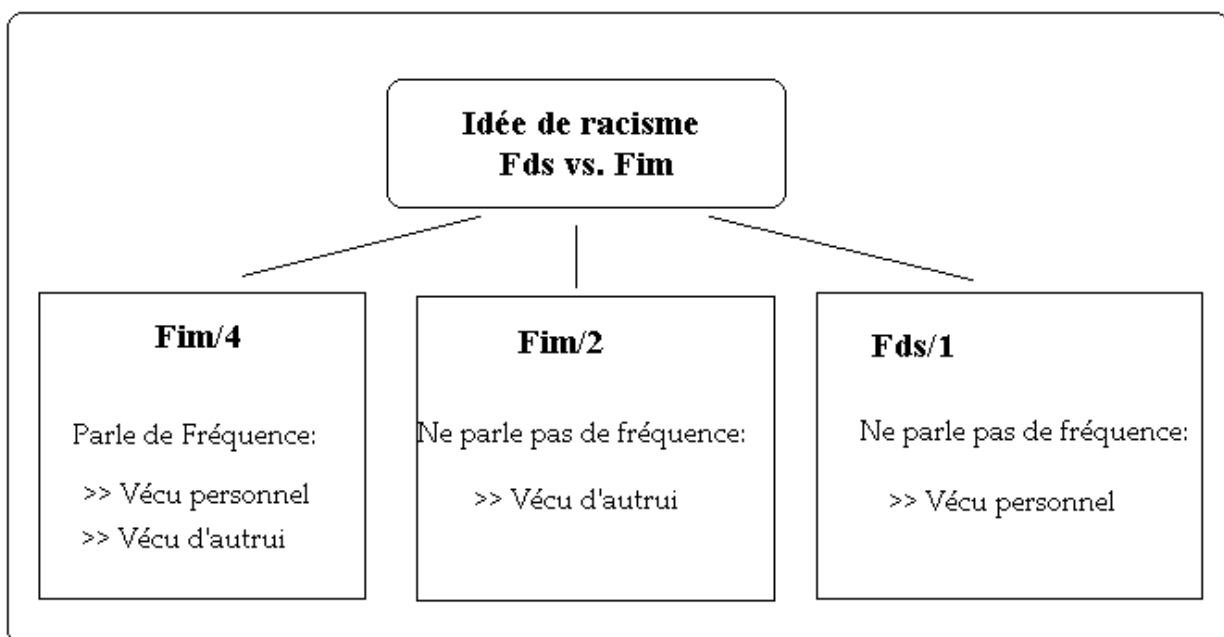 Idée de racisme
Fds vs. Fim
Fim/4
Parle de Fréquence:
>> Vécu personnel
>> Vécu d'autrui
Fim/2
Ne parle pas de fréquence:
>> Vécu d'autrui
Fds/1
Ne parle pas de fréquence:
>> Vécu personnel